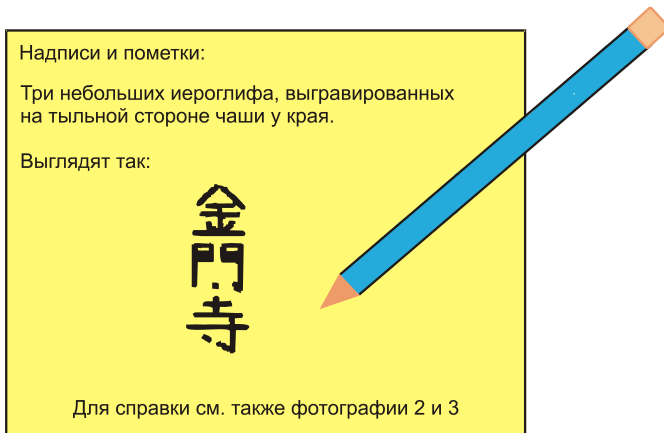 Надписи и пометки:
Три небольших иероглифа, выгравированных
на тыльной стороне чаши у края.
Выглядят так:
金門寺
Для справки см. также фотографии 2 и 3